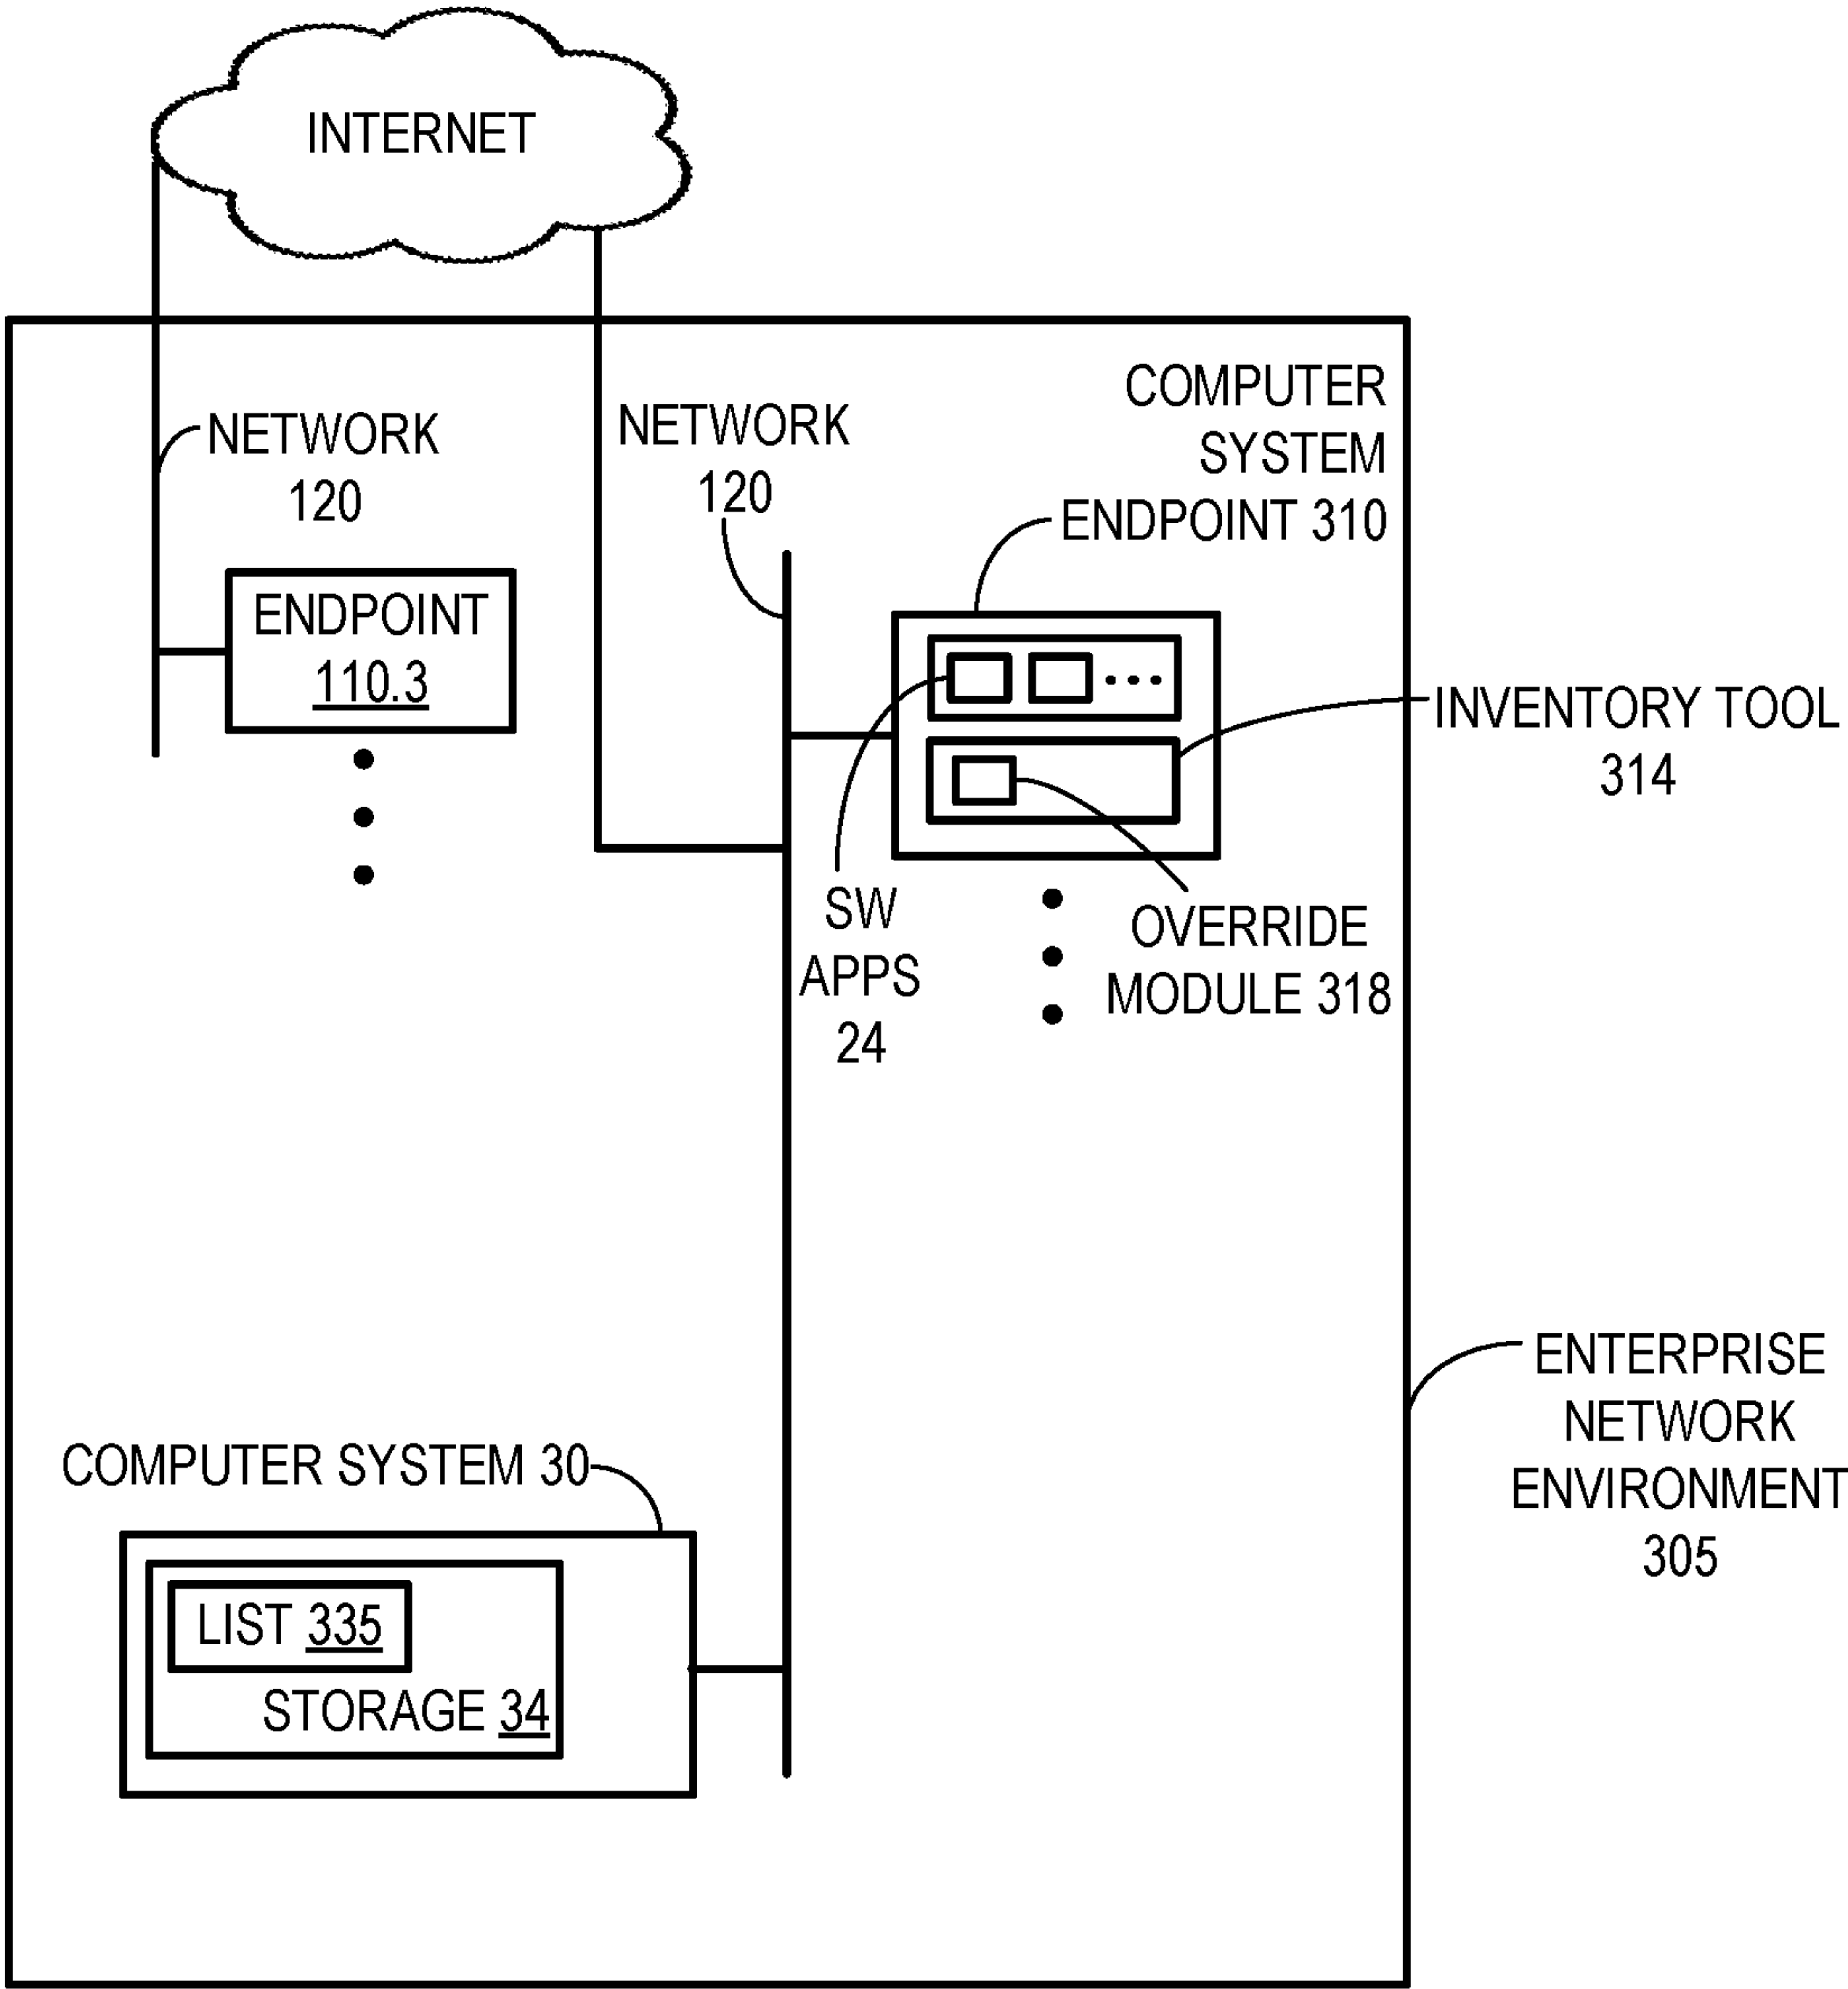 INTERNET
NETWORK
120
NETWORK
120
COMPUTER
SYSTEM
ENDPOINT 310
ENDPOINT
110.3
INVENTORY TOOL
314
SW
APPS
24
OVERRIDE
MODULE 318
ENTERPRISE
NETWORK
ENVIRONMENT
305
COMPUTER SYSTEM 30
LIST 335
STORAGE 34